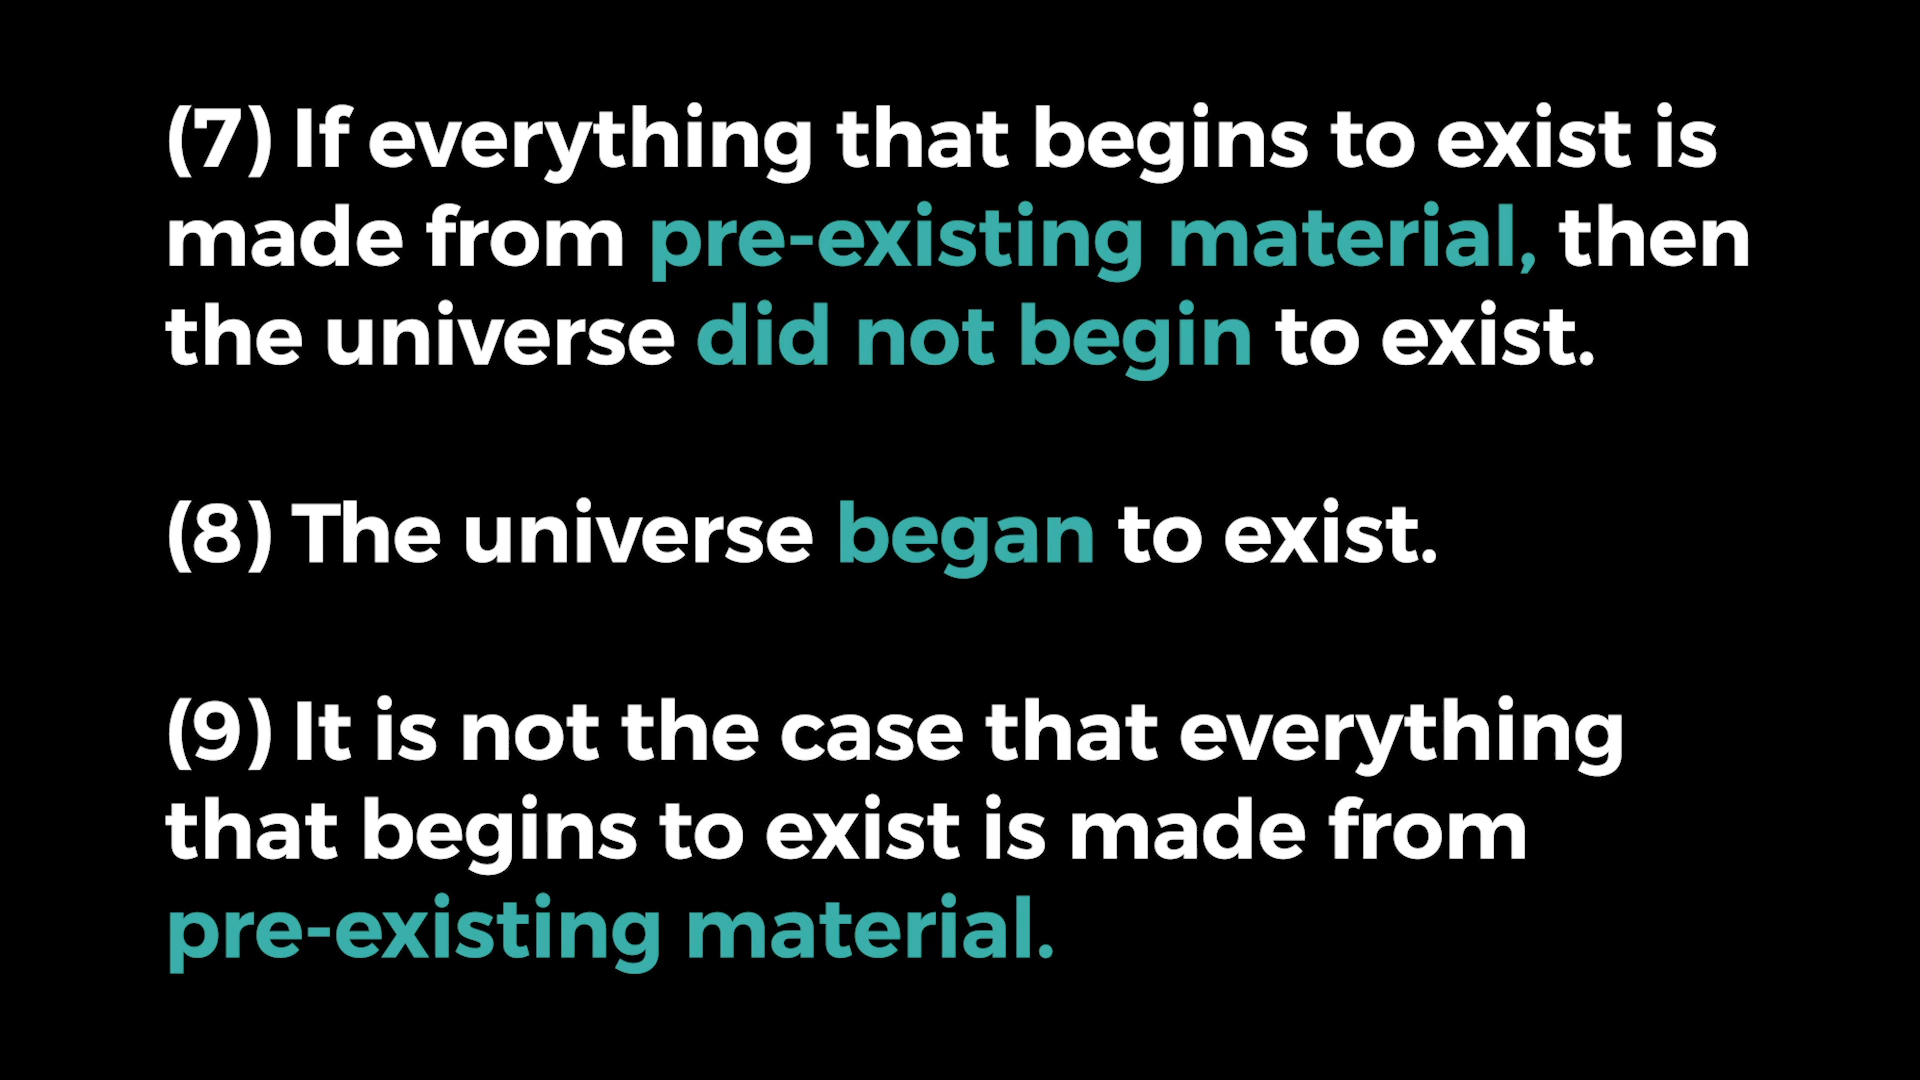 (7) If everything that begins to exist is
made from pre-existing material, then
the universe did not begin to exist.
(8) The universe began to exist.
(9) It is not the case that everything
that begins to exist is made from
pre-existing material.